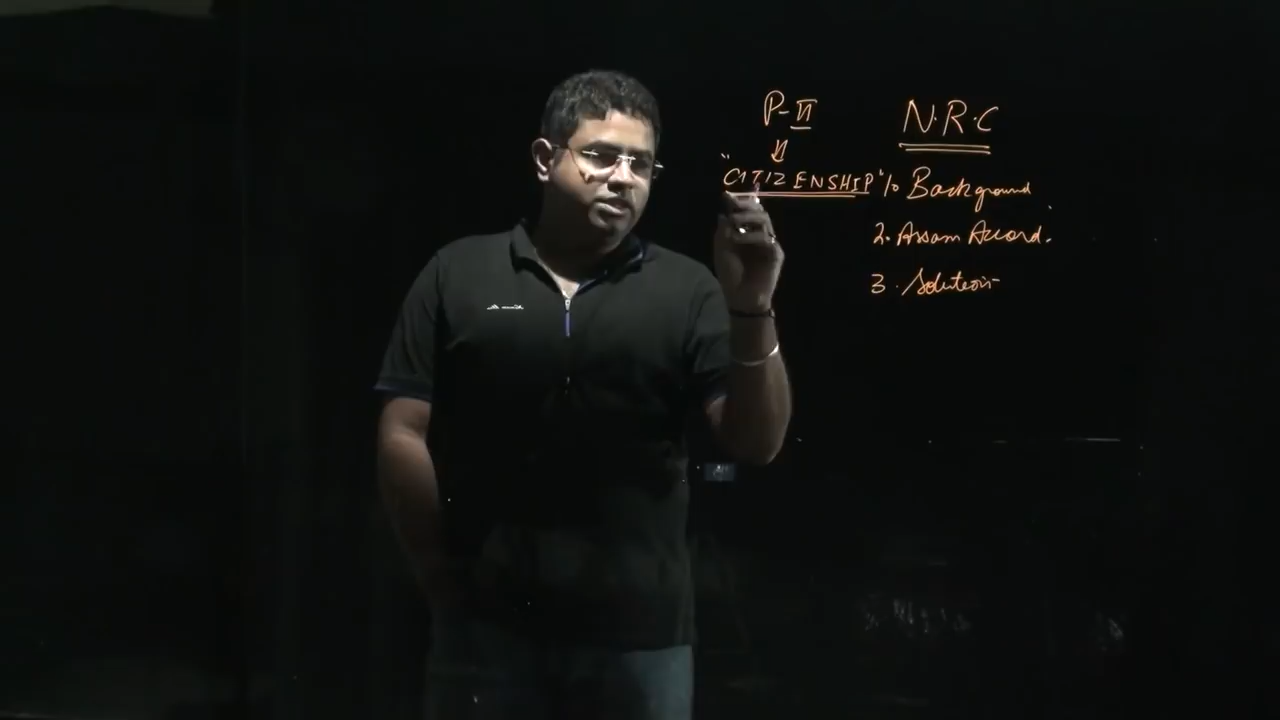 P-II
N.R.C
"CITIZENSHIP"
1. Background
2. Assam Accord.
3. Solution